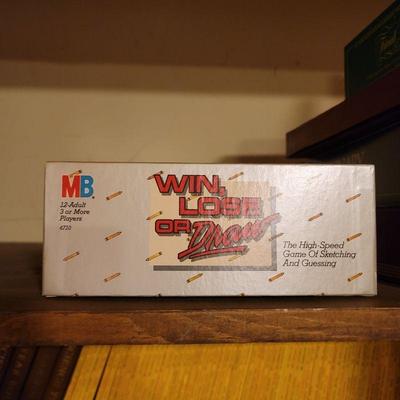 MB
12-Adult
3 or More
Players
4720
WIN,
LOSE
OR Draw
The High-Speed
Game Of Sketching
And Guessing